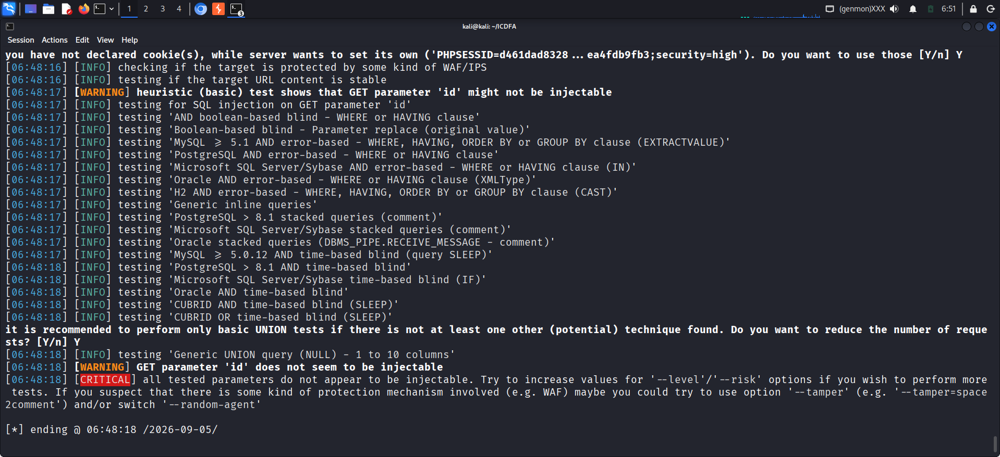 1 2 3 4 3 (genmon)XXX 6:51
kali@kali: ~/ICDFA
Session Actions Edit View Help
you have not declared cookie(s), while server wants to set its own ('PHPSESSID=d461dad8328...ea4fdb9fb3;security=high'). Do you want to use those [Y/n] Y
[06:48:16] [INFO] checking if the target is protected by some kind of WAF/IPS
[06:48:16] [INFO] testing if the target URL content is stable
[06:48:17] [WARNING] heuristic (basic) test shows that GET parameter 'id' might not be injectable
[06:48:17] [INFO] testing for SQL injection on GET parameter 'id'
[06:48:17] [INFO] testing 'AND boolean-based blind - WHERE or HAVING clause'
[06:48:17] [INFO] testing 'Boolean-based blind - Parameter replace (original value)'
[06:48:17] [INFO] testing 'MySQL ≥ 5.1 AND error-based - WHERE, HAVING, ORDER BY or GROUP BY clause (EXTRACTVALUE)'
[06:48:17] [INFO] testing 'PostgreSQL AND error-based - WHERE or HAVING clause'
[06:48:17] [INFO] testing 'Microsoft SQL Server/Sybase AND error-based - WHERE or HAVING clause (IN)'
[06:48:17] [INFO] testing 'Oracle AND error-based - WHERE or HAVING clause (XMLType)'
[06:48:17] [INFO] testing 'H2 AND error-based - WHERE, HAVING, ORDER BY or GROUP BY clause (CAST)'
[06:48:17] [INFO] testing 'Generic inline queries'
[06:48:17] [INFO] testing 'PostgreSQL > 8.1 stacked queries (comment)'
[06:48:17] [INFO] testing 'Microsoft SQL Server/Sybase stacked queries (comment)'
[06:48:17] [INFO] testing 'Oracle stacked queries (DBMS_PIPE.RECEIVE_MESSAGE - comment)'
[06:48:17] [INFO] testing 'MySQL ≥ 5.0.12 AND time-based blind (query SLEEP)'
[06:48:18] [INFO] testing 'PostgreSQL > 8.1 AND time-based blind'
[06:48:18] [INFO] testing 'Microsoft SQL Server/Sybase time-based blind (IF)'
[06:48:18] [INFO] testing 'Oracle AND time-based blind'
[06:48:18] [INFO] testing 'CUBRID AND time-based blind (SLEEP)'
[06:48:18] [INFO] testing 'CUBRID OR time-based blind (SLEEP)'
it is recommended to perform only basic UNION tests if there is not at least one other (potential) technique found. Do you want to reduce the number of reque
sts? [Y/n] Y
[06:48:18] [INFO] testing 'Generic UNION query (NULL) - 1 to 10 columns'
[06:48:18] [WARNING] GET parameter 'id' does not seem to be injectable
[06:48:18] [CRITICAL] all tested parameters do not appear to be injectable. Try to increase values for '--level'/'--risk' options if you wish to perform more
 tests. If you suspect that there is some kind of protection mechanism involved (e.g. WAF) maybe you could try to use option '--tamper' (e.g. '--tamper=space
2comment') and/or switch '--random-agent'
[*] ending @ 06:48:18 /2026-09-05/